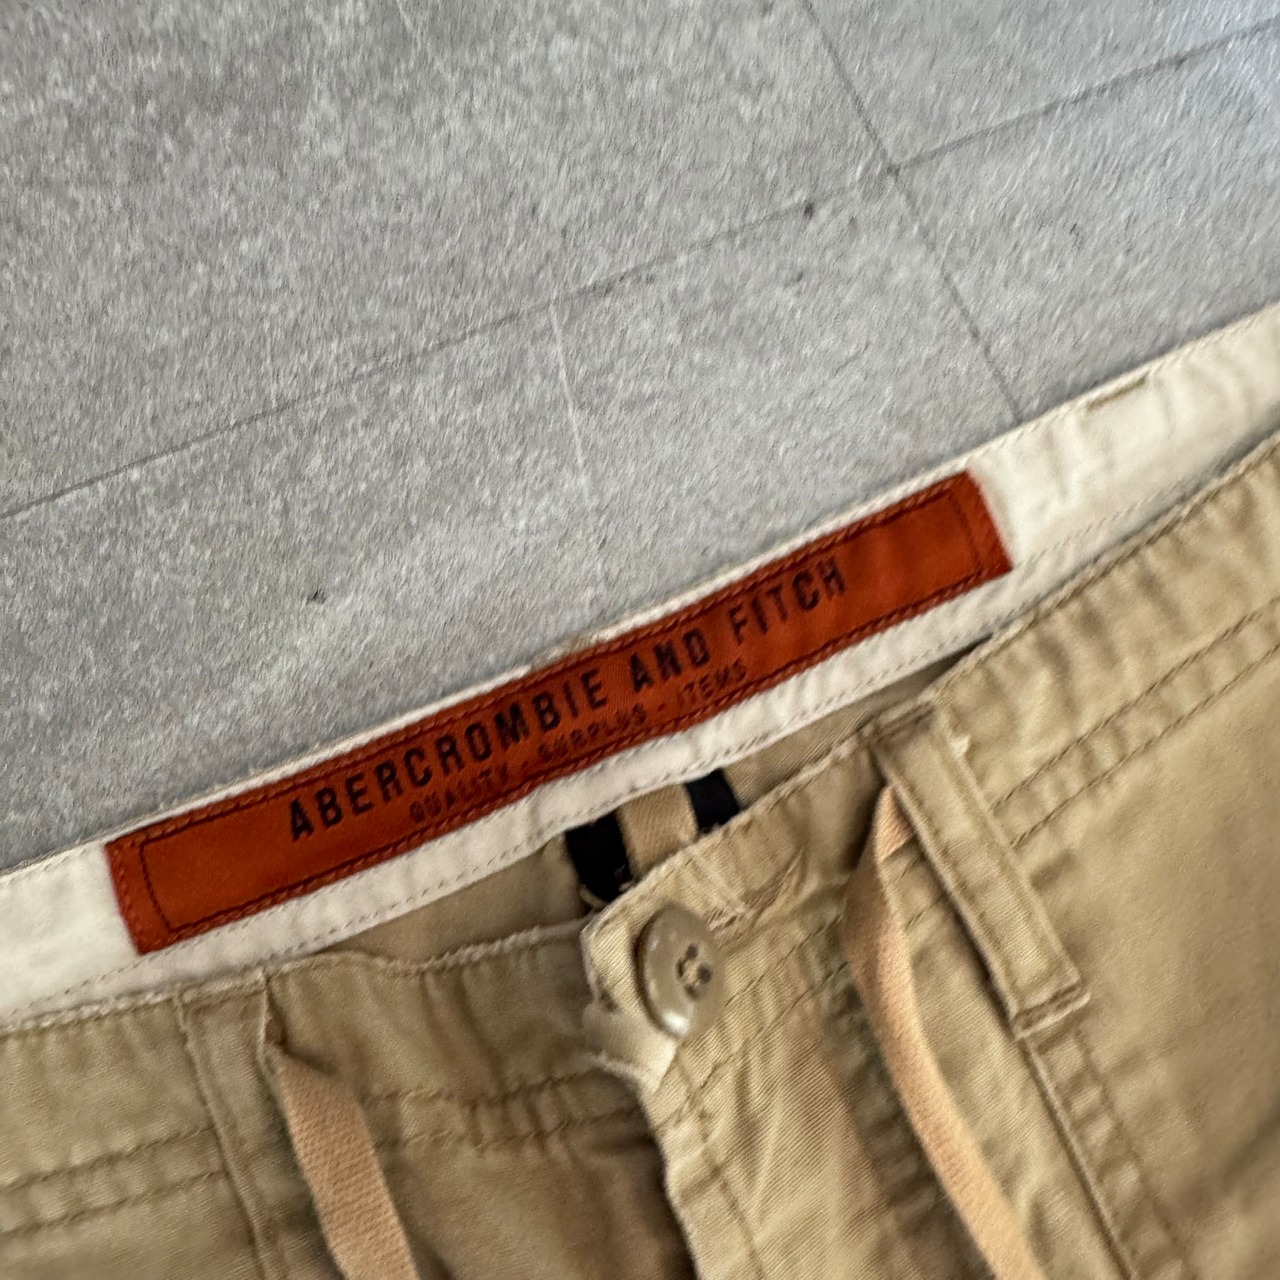 ABERCROMBIE AND FITCH
QUALITY · SURPLUS · ITEMS